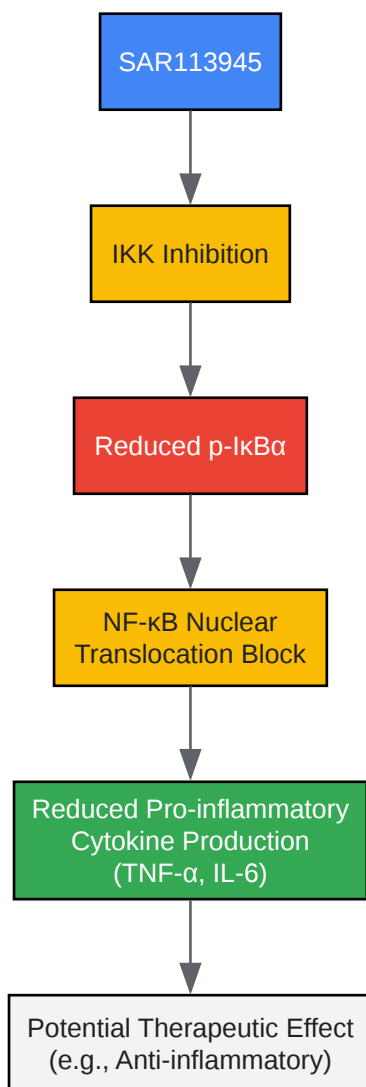 SAR113945
IKK Inhibition
Reduced p-IκBα
NF-κB Nuclear
Translocation Block
Reduced Pro-inflammatory
Cytokine Production
(TNF-α, IL-6)
Potential Therapeutic Effect
(e.g., Anti-inflammatory)